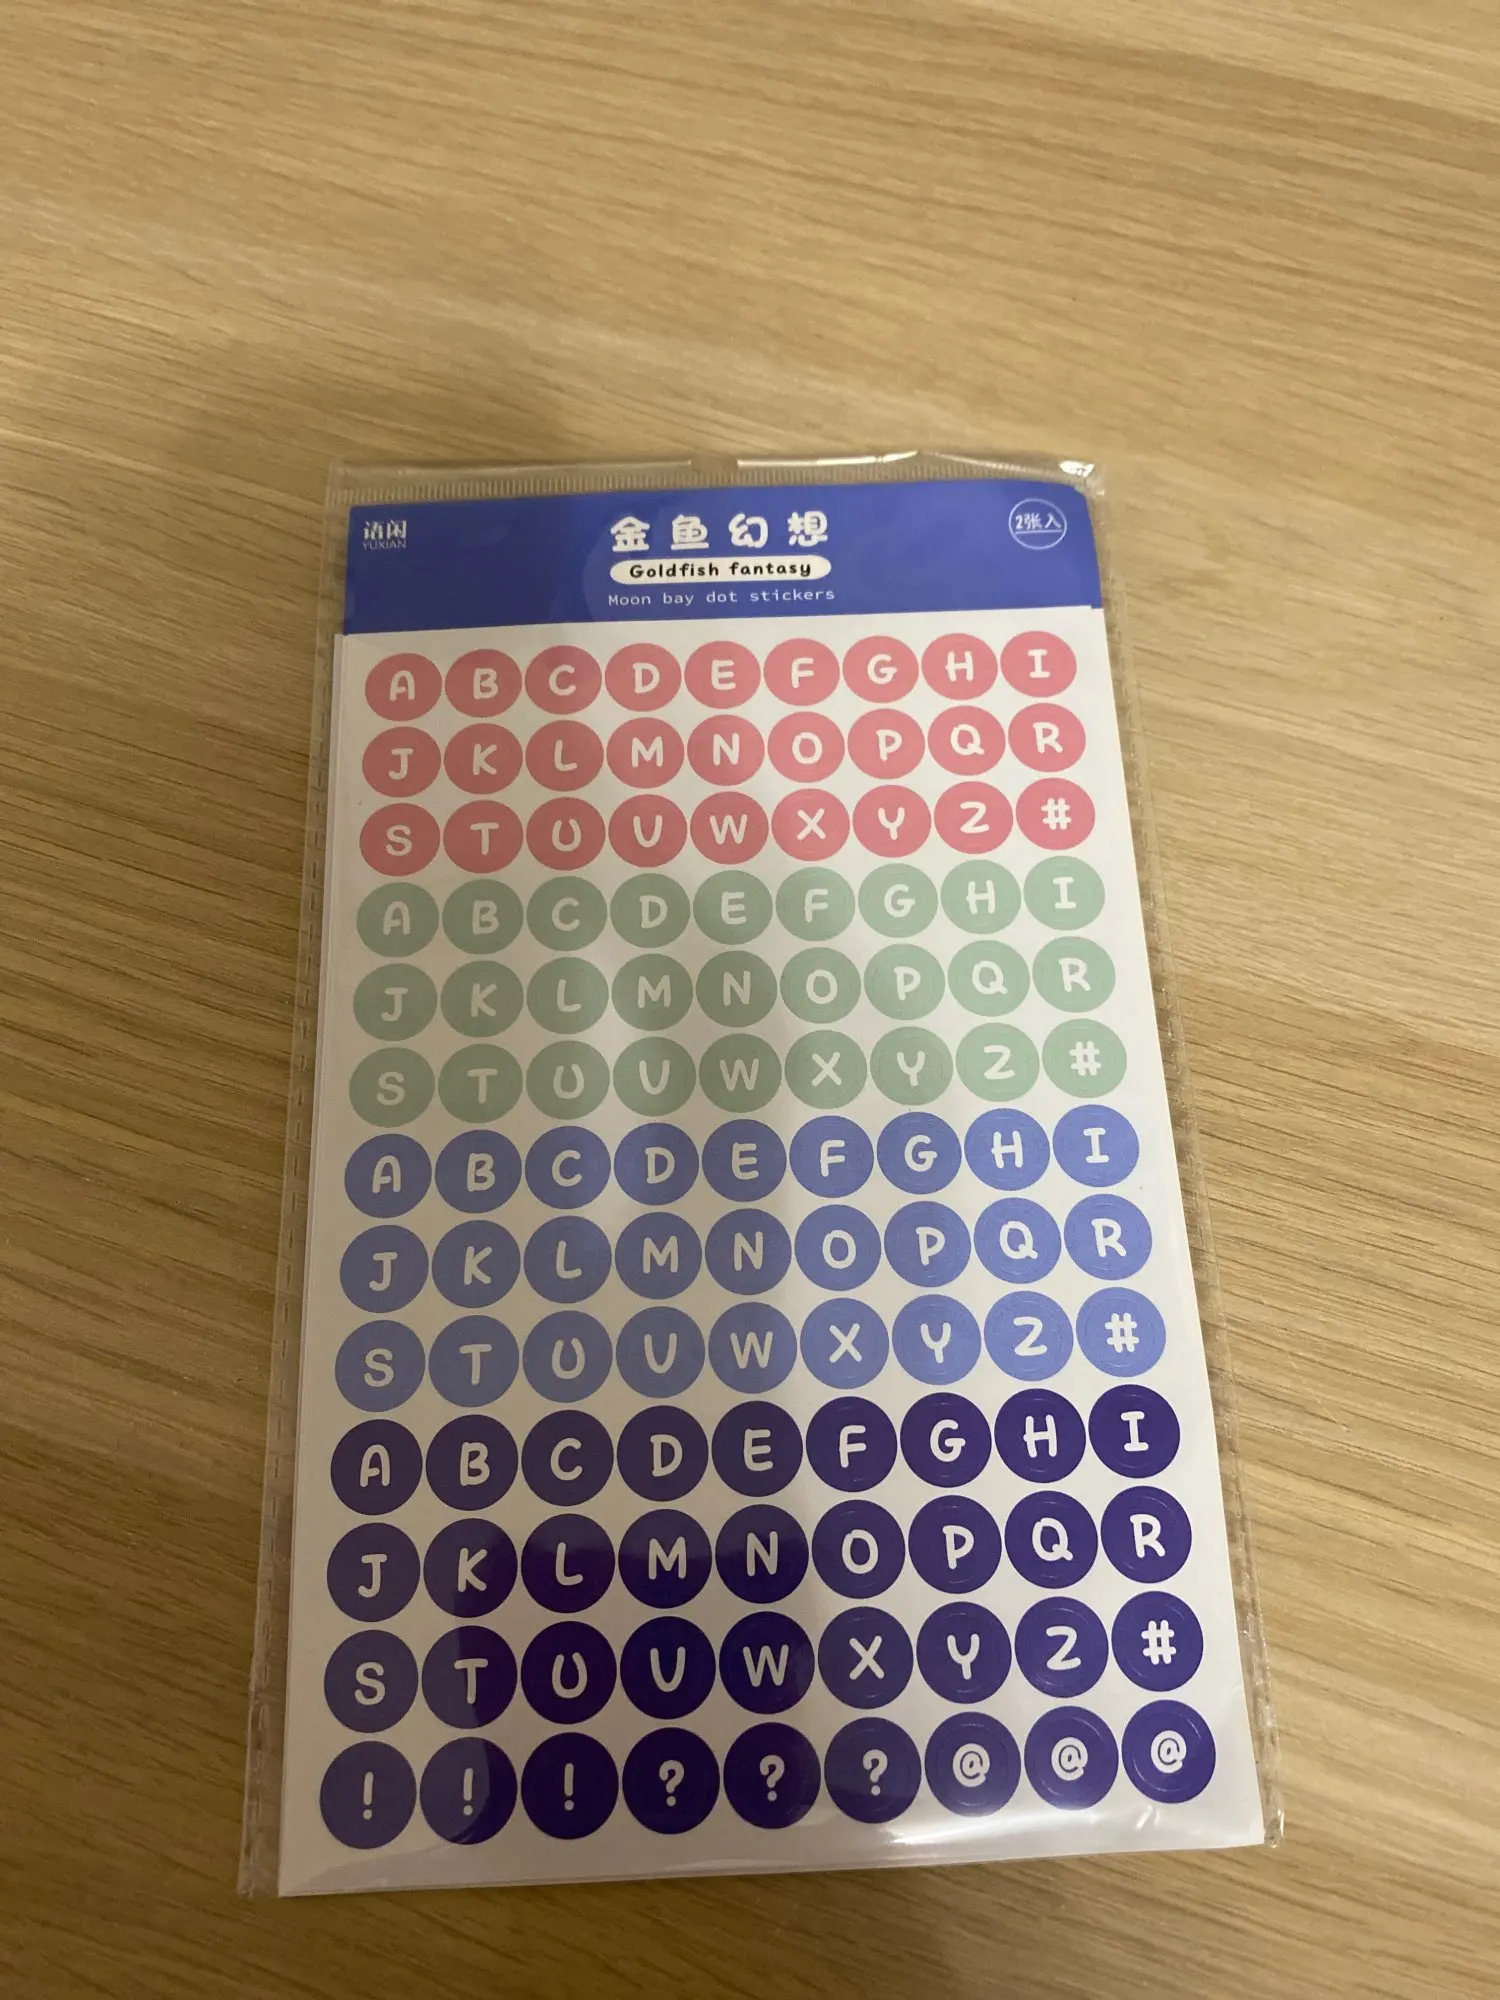 语闲
YUXIAN
金鱼幻想
2张入
Goldfish fantasy
Moon bay dot stickers
A B C D E F G H I
J K L M N O P Q R
S T U V W X Y Z #
A B C D E F G H I
J K L M N O P Q R
S T U V W X Y Z #
A B C D E F G H I
J K L M N O P Q R
S T U V W X Y Z #
A B C D E F G H I
J K L M N O P Q R
S T U V W X Y Z #
! ! ! ? ? ? @ @ @